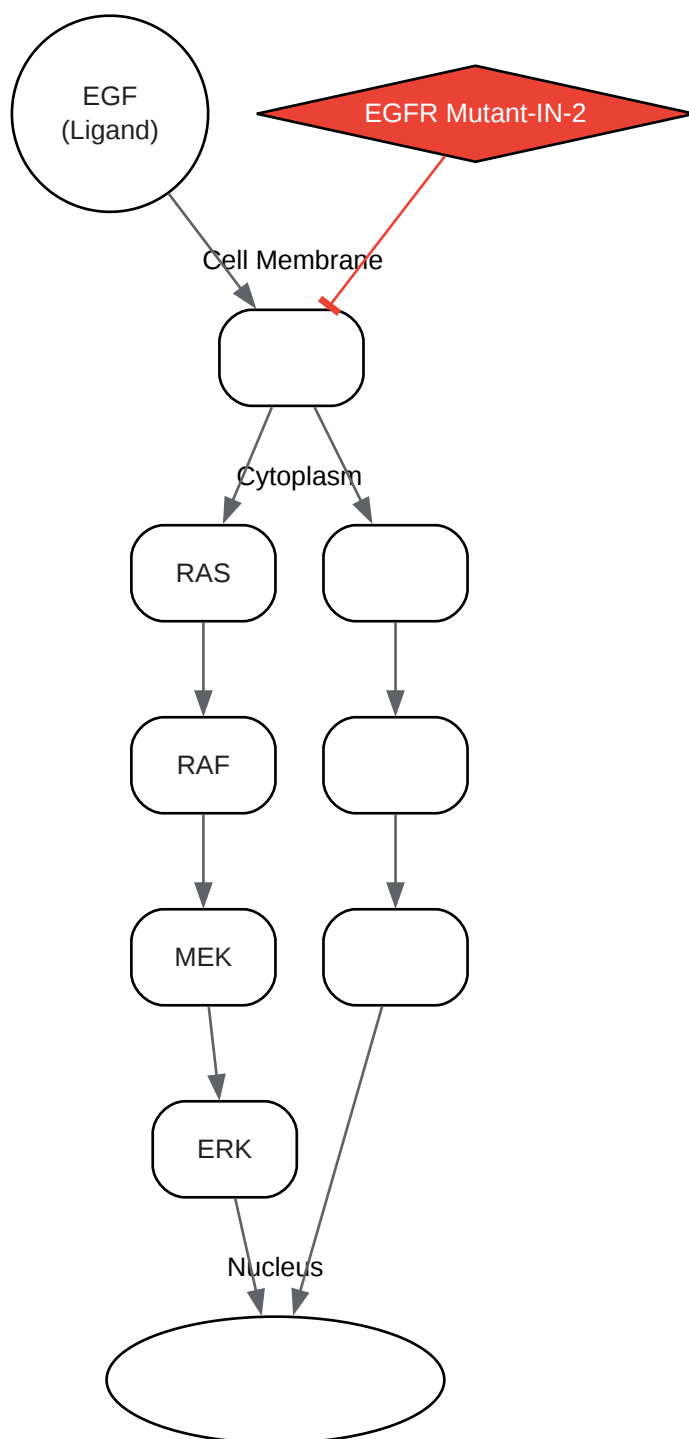 EGF
(Ligand)
EGFR Mutant-IN-2
Cell Membrane
Cytoplasm
RAS
RAF
MEK
ERK
Nucleus